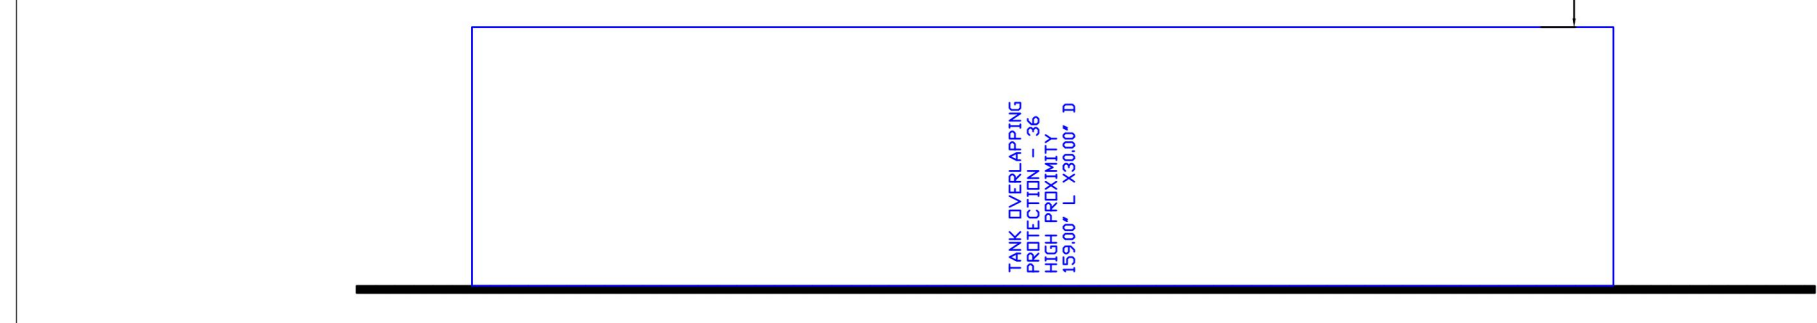 TANK OVERLAPPING
PROTECTION - 36
HIGH PROXIMITY
159.00" L X30.00" D